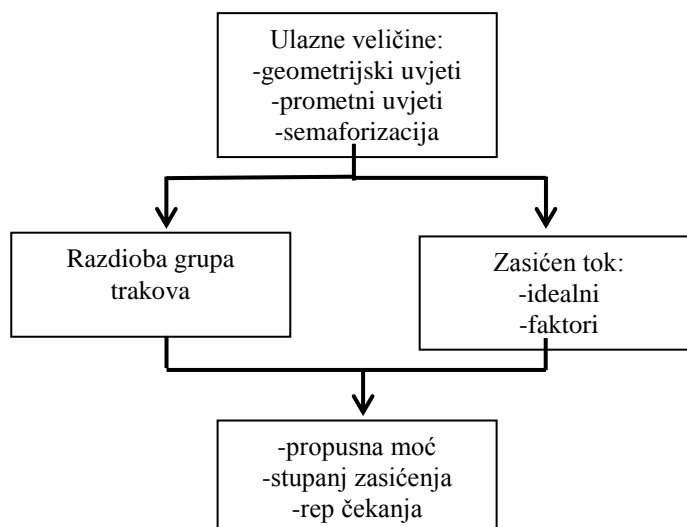 Ulazne veličine:
-geometrijski uvjeti
-prometni uvjeti
-semaforizacija
Razdioba grupa
trakova
Zasićen tok:
-idealni
-faktori
-propusna moć
-stupanj zasićenja
-rep čekanja